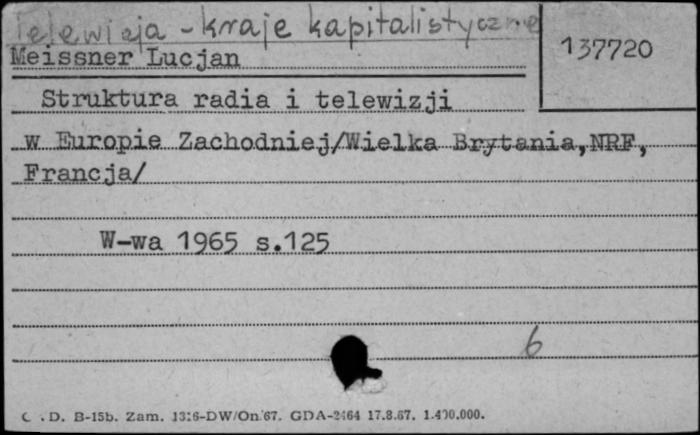 Telewizja - kraje kapitalistyczne
137720
Meissner Lucjan
Struktura radia i telewizji
w Europie Zachodniej/Wielka Brytania,NRF,
Francja/
W-wa 1965 s.125
6
D. B-15b. Zam. 1316-DW/On.'67. GDA-2464 17.8.67. 1.400.000.